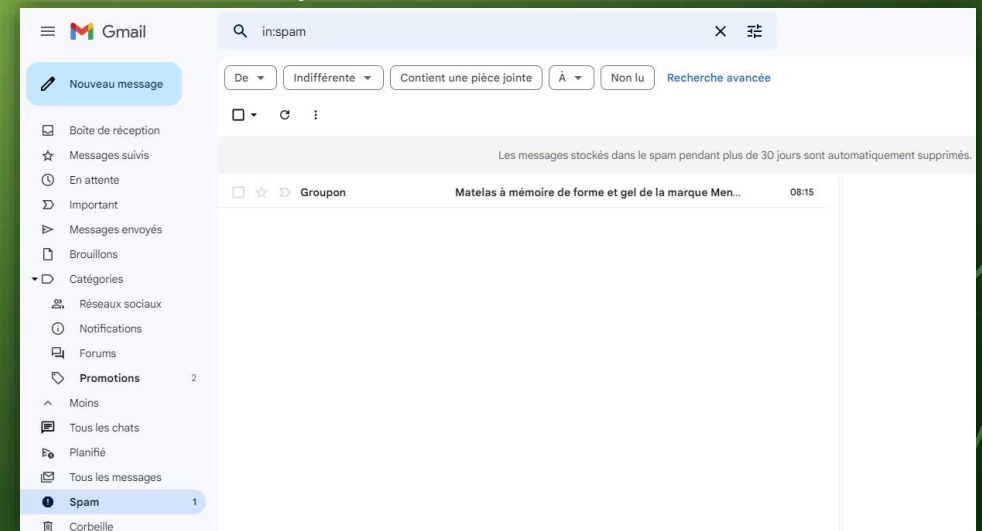 Gmail
in:spam
Nouveau message
De Indifférente Contient une pièce jointe À Non lu Recherche avancée
Les messages stockés dans le spam pendant plus de 30 jours sont automatiquement supprimés.
Groupon Matelas à mémoire de forme et gel de la marque Men... 08:15
Boîte de réception
Messages suivis
En attente
Important
Messages envoyés
Brouillons
Catégories
Réseaux sociaux
Notifications
Forums
Promotions 2
Moins
Tous les chats
Planifié
Tous les messages
Spam 1
Corbeille